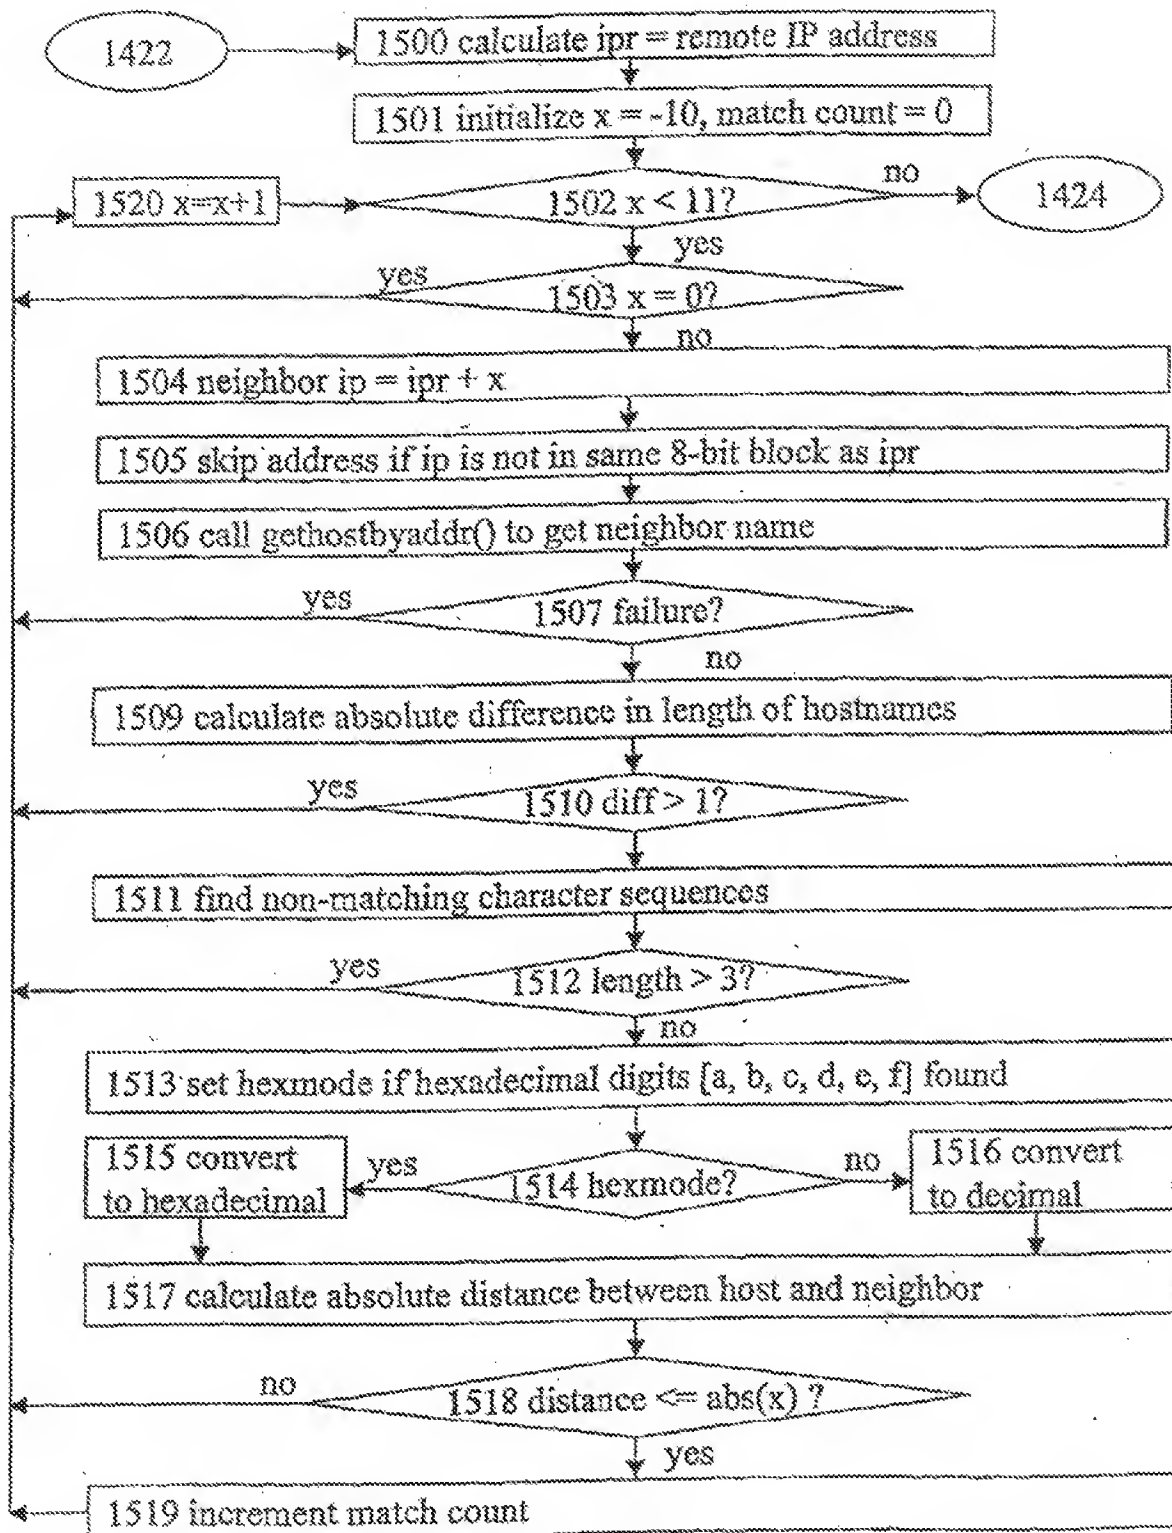 1422
1500 calculate ipr = remote IP address
1501 initialize x = -10, match count = 0
1520 x=x+1
1502 x < 11?
no
1424
yes
yes
1503 x = 0?
no
1504 neighbor ip = ipr + x
1505 skip address if ip is not in same 8-bit block as ipr
1506 call gethostbyaddr() to get neighbor name
yes
1507 failure?
no
1509 calculate absolute difference in length of hostnames
yes
1510 diff > 1?
1511 find non-matching character sequences
yes
1512 length > 3?
no
1513 set hexmode if hexadecimal digits [a, b, c, d, e, f] found
1515 convert
to hexadecimal
yes
1514 hexmode?
no
1516 convert
to decimal
1517 calculate absolute distance between host and neighbor
no
1518 distance <= abs(x) ?
yes
1519 increment match count